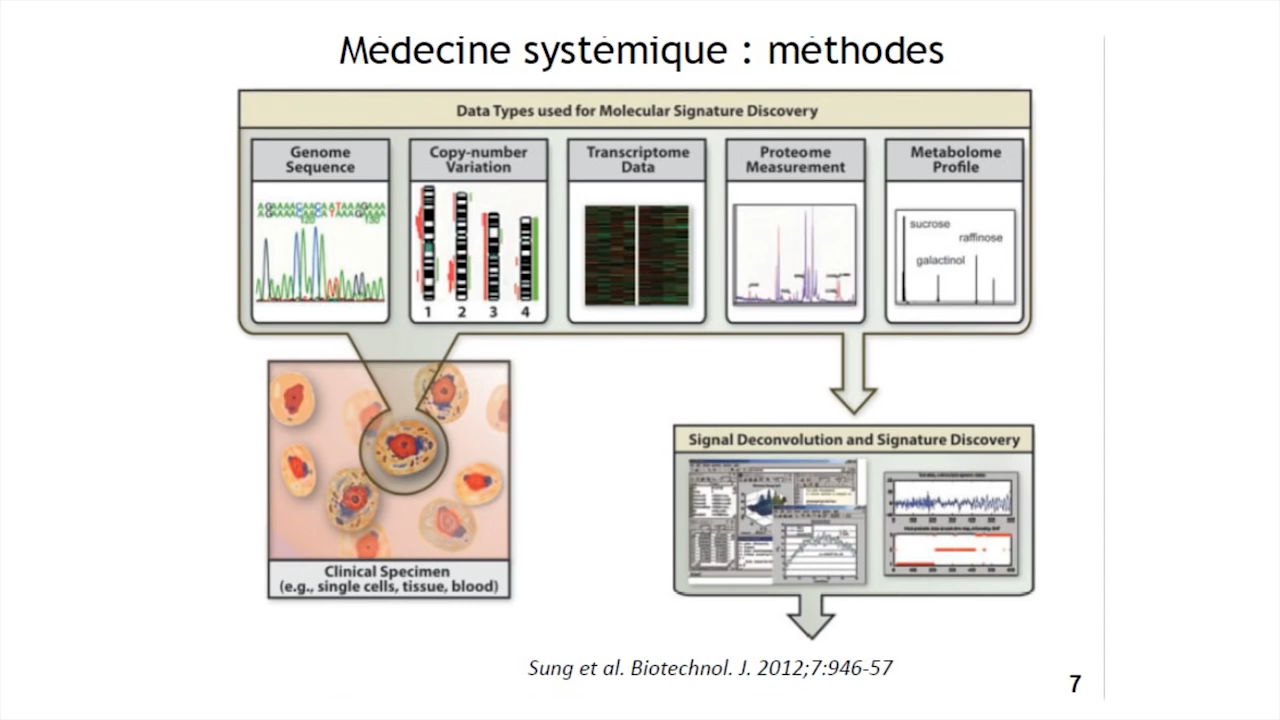 Médecine systémique : méthodes
Data Types used for Molecular Signature Discovery
Genome
Sequence
Copy-number
Variation
Transcriptome
Data
Proteome
Measurement
Metabolome
Profile
120
130
1 2 3 4
sucrose
raffinose
galactinol
Signal Deconvolution and Signature Discovery
Clinical Specimen
(e.g., single cells, tissue, blood)
Sung et al. Biotechnol. J. 2012;7:946-57
7